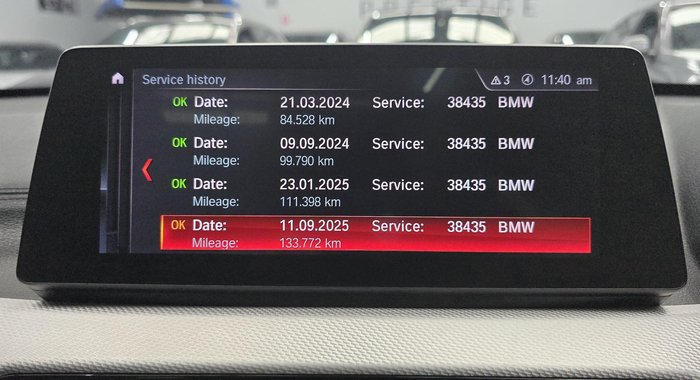 Service history 3 11:40 am
OK Date: 21.03.2024 Service: 38435 BMW
Mileage: 84.528 km
OK Date: 09.09.2024 Service: 38435 BMW
Mileage: 99.790 km
OK Date: 23.01.2025 Service: 38435 BMW
Mileage: 111.398 km
OK Date: 11.09.2025 Service: 38435 BMW
Mileage: 133.772 km